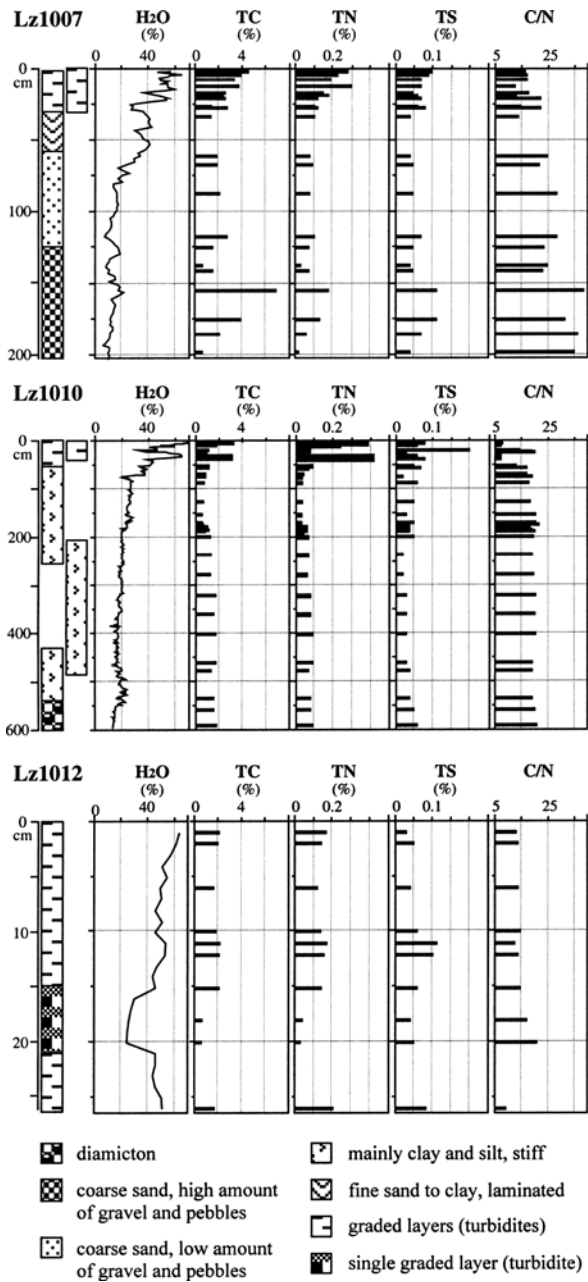 Lz1007 H2O TC TN TS C/N
(%) (%) (%) (%)
0 40 0 4 0 0.2 0 0.1 5 25
0
cm
100
200
Lz1010 H2O TC TN TS C/N
(%) (%) (%) (%)
0 40 0 4 0 0.2 0 0.1 5 25
0
cm
200
400
600
Lz1012 H2O TC TN TS C/N
(%) (%) (%) (%)
0 40 0 4 0 0.2 0 0.1 5 25
0
cm
10
20
diamicton
coarse sand, high amount
of gravel and pebbles
coarse sand, low amount
of gravel and pebbles
mainly clay and silt, stiff
fine sand to clay, laminated
graded layers (turbidites)
single graded layer (turbidite)